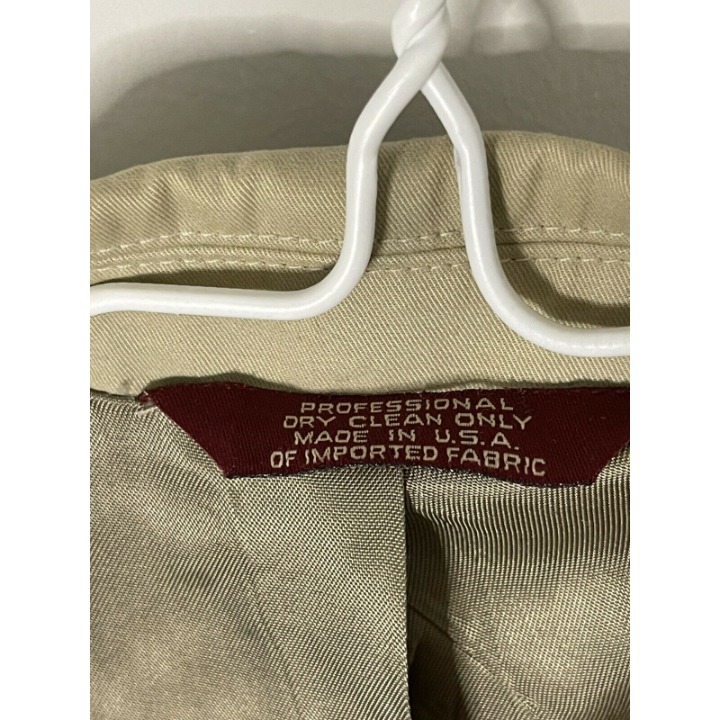 PROFESSIONAL
DRY CLEAN ONLY
MADE IN U.S.A.
OF IMPORTED FABRIC